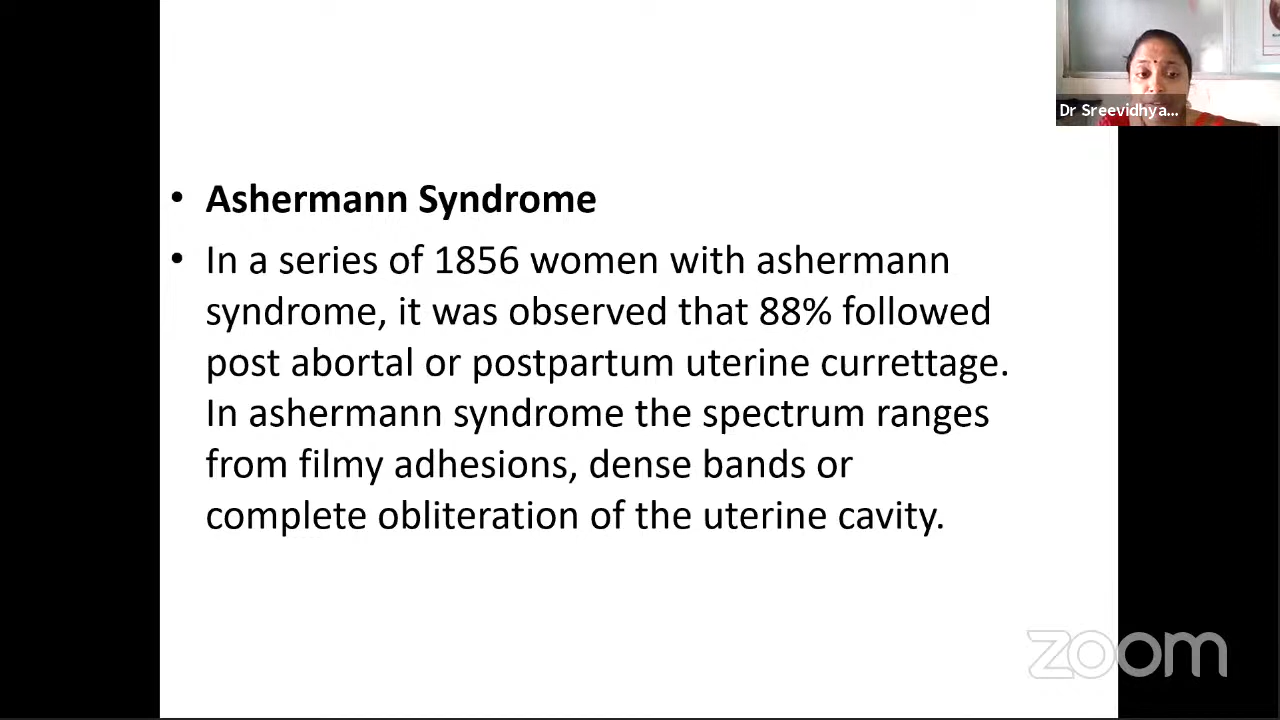 Dr Sreevidhya...
• Ashermann Syndrome
• In a series of 1856 women with ashermann
syndrome, it was observed that 88% followed
post abortal or postpartum uterine currettage.
In ashermann syndrome the spectrum ranges
from filmy adhesions, dense bands or
complete obliteration of the uterine cavity.
zoom